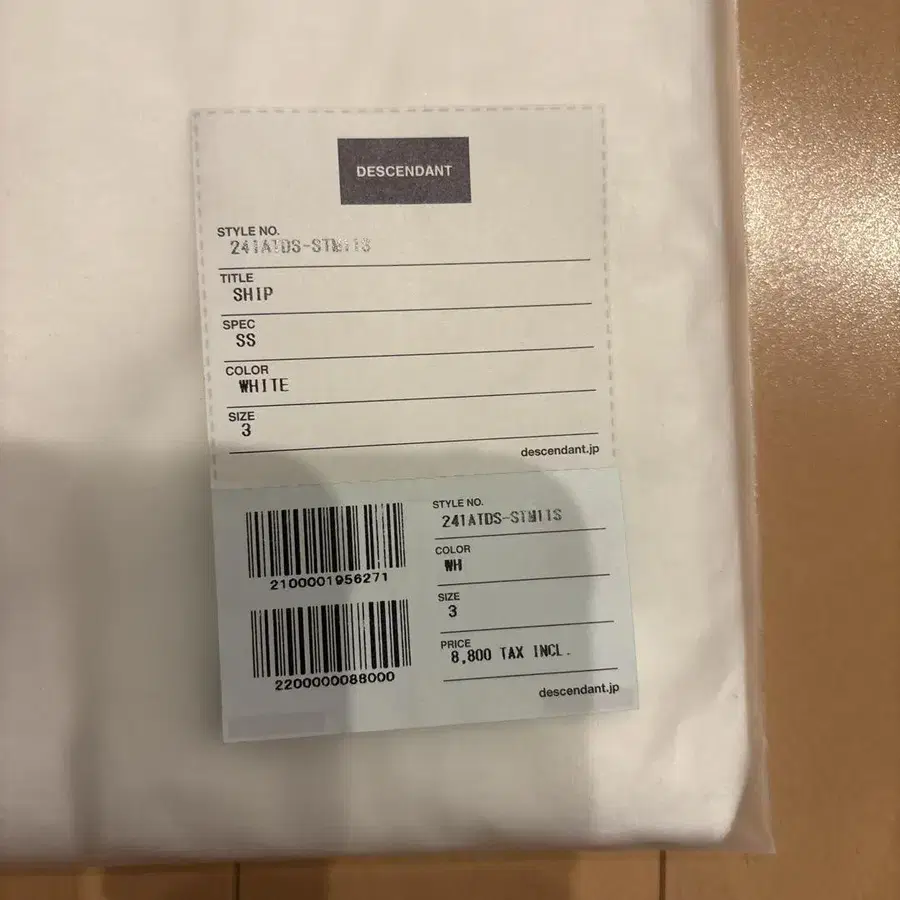 DESCENDANT
STYLE NO.
241ATDS-STM11S
TITLE
SHIP
SPEC
SS
COLOR
WHITE
SIZE
3
descendant.jp
2100001956271
2200000088000
STYLE NO.
241ATDS-STM11S
COLOR
WH
SIZE
3
PRICE
8,800 TAX INCL.
descendant.jp